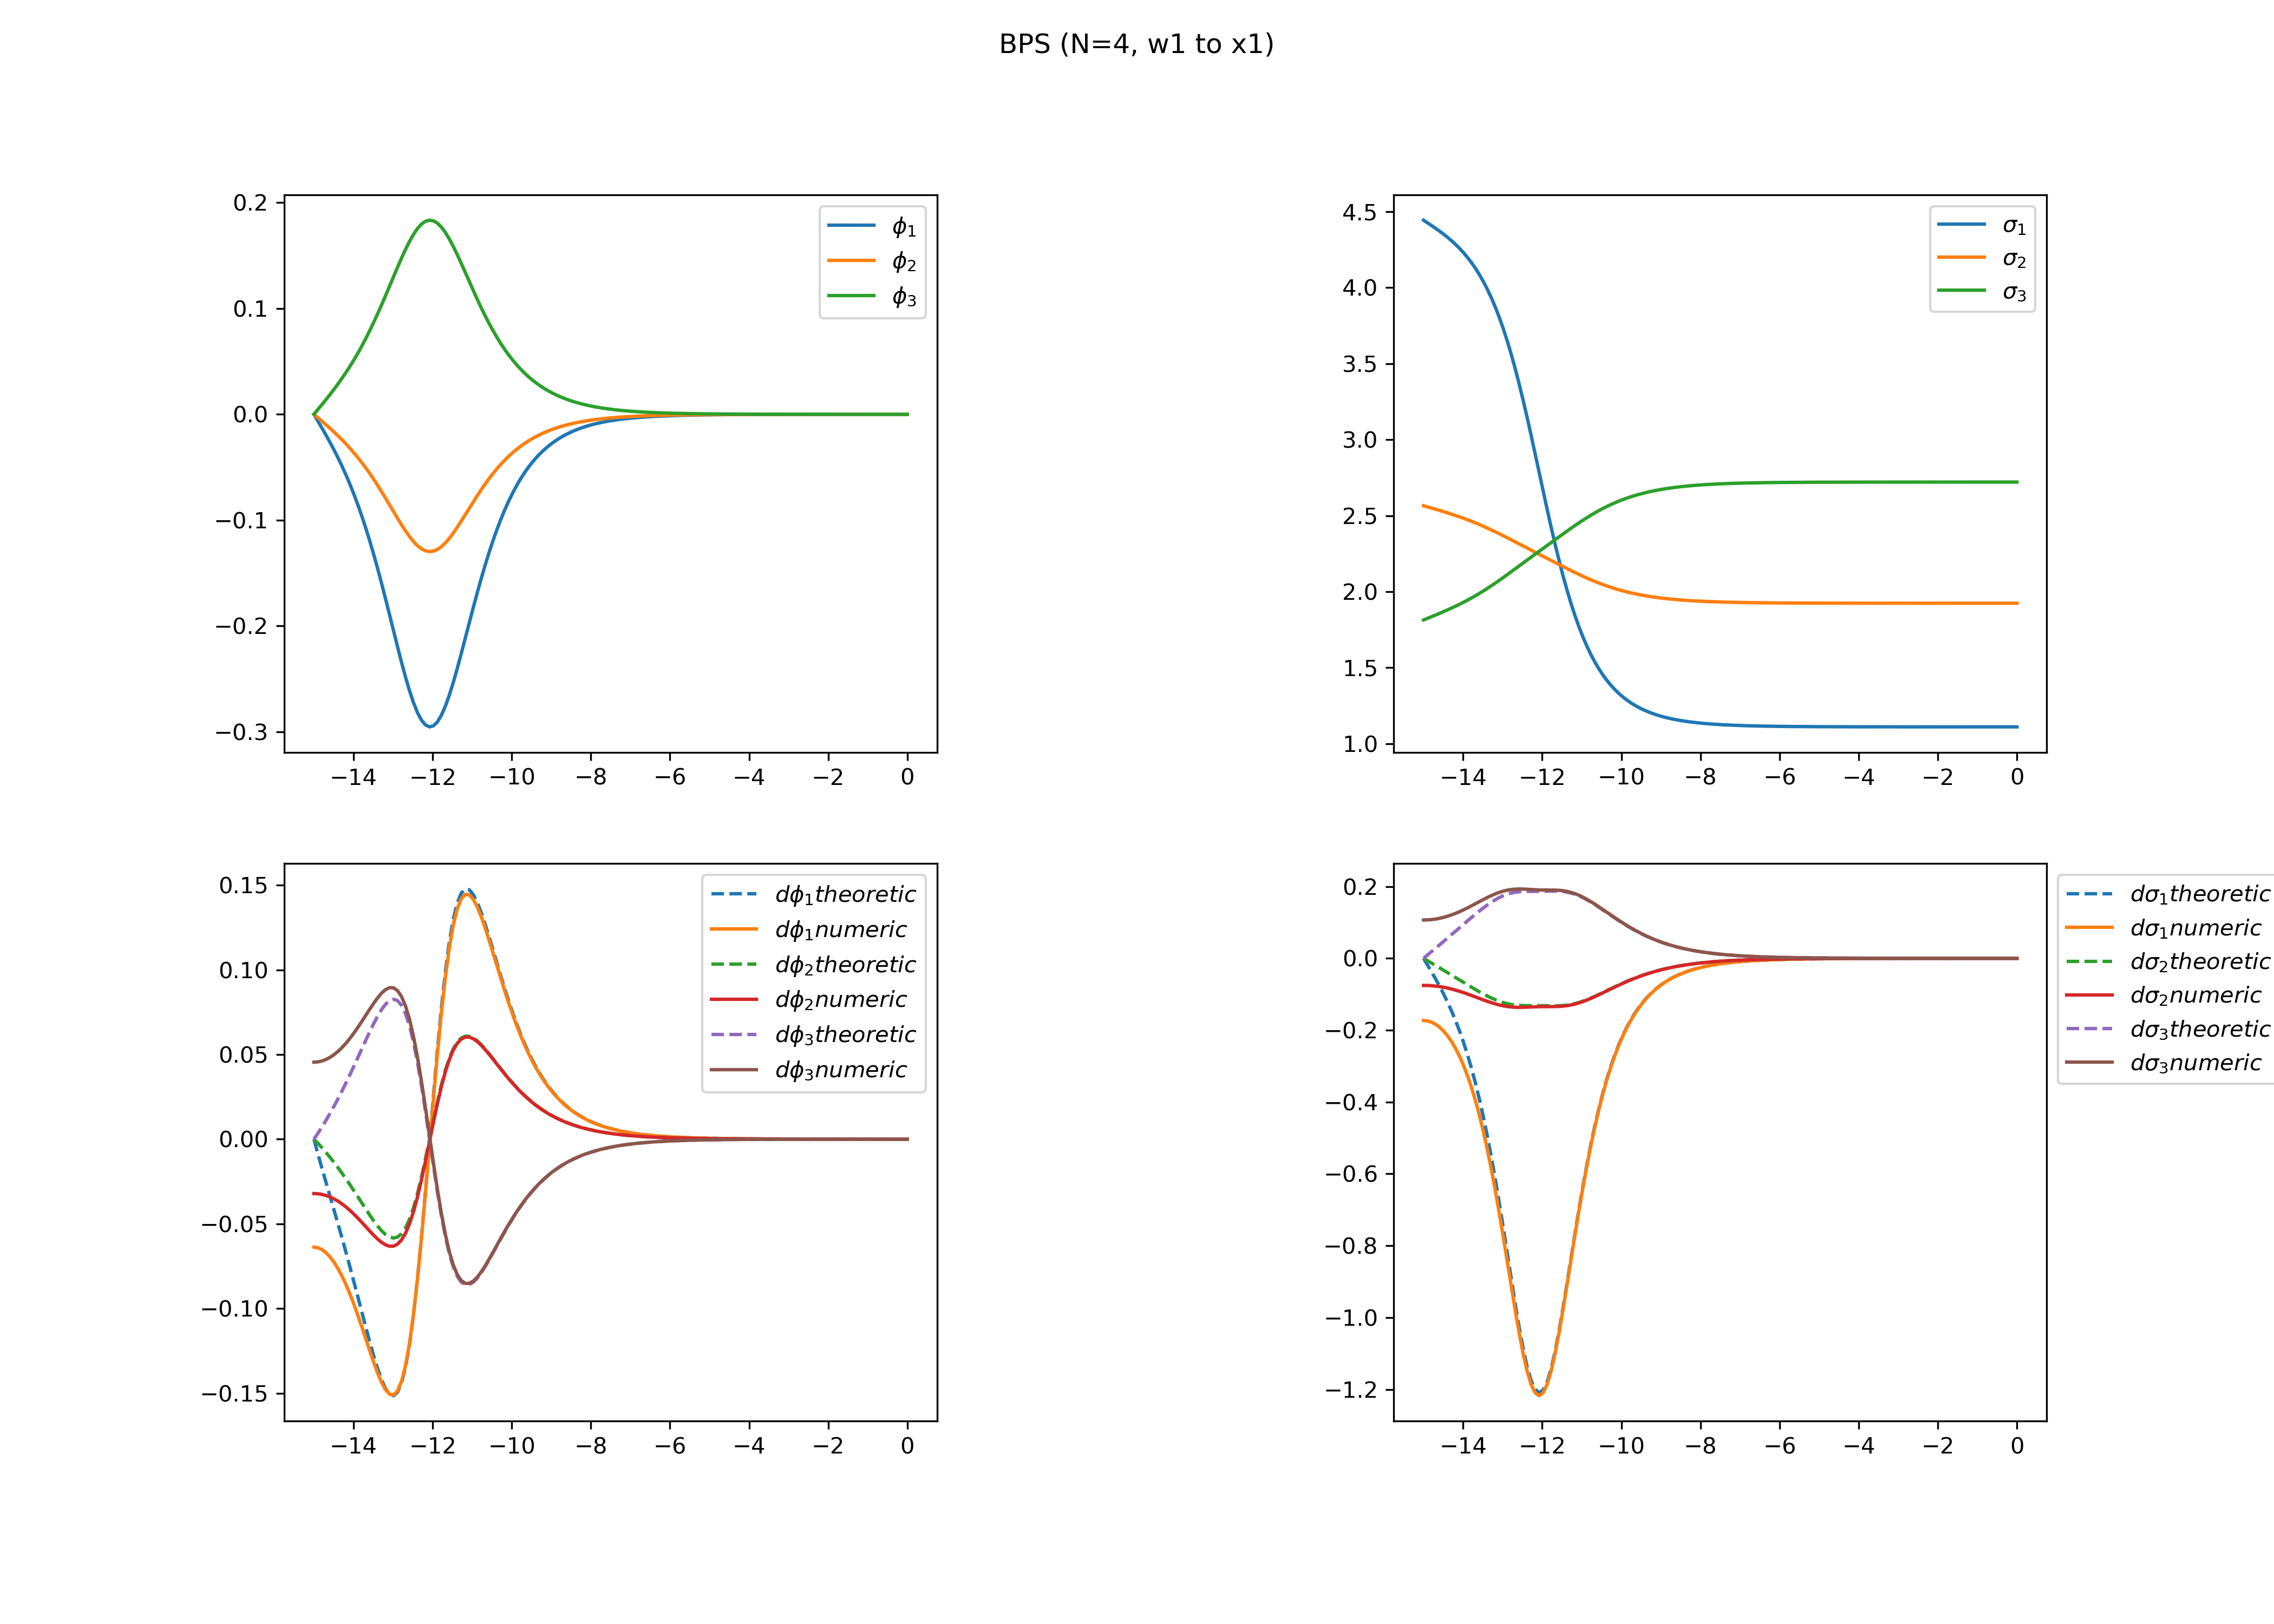 BPS (N=4, w1 to x1)
0.2
0.1
0.0
−0.1
−0.2
−0.3
−14 −12 −10 −8 −6 −4 −2 0
ϕ₁
ϕ₂
ϕ₃
4.5
4.0
3.5
3.0
2.5
2.0
1.5
1.0
−14 −12 −10 −8 −6 −4 −2 0
σ₁
σ₂
σ₃
0.15
0.10
0.05
0.00
−0.05
−0.10
−0.15
−14 −12 −10 −8 −6 −4 −2 0
dϕ₁theoretic
dϕ₁numeric
dϕ₂theoretic
dϕ₂numeric
dϕ₃theoretic
dϕ₃numeric
0.2
0.0
−0.2
−0.4
−0.6
−0.8
−1.0
−1.2
−14 −12 −10 −8 −6 −4 −2 0
dσ₁theoretic
dσ₁numeric
dσ₂theoretic
dσ₂numeric
dσ₃theoretic
dσ₃numeric